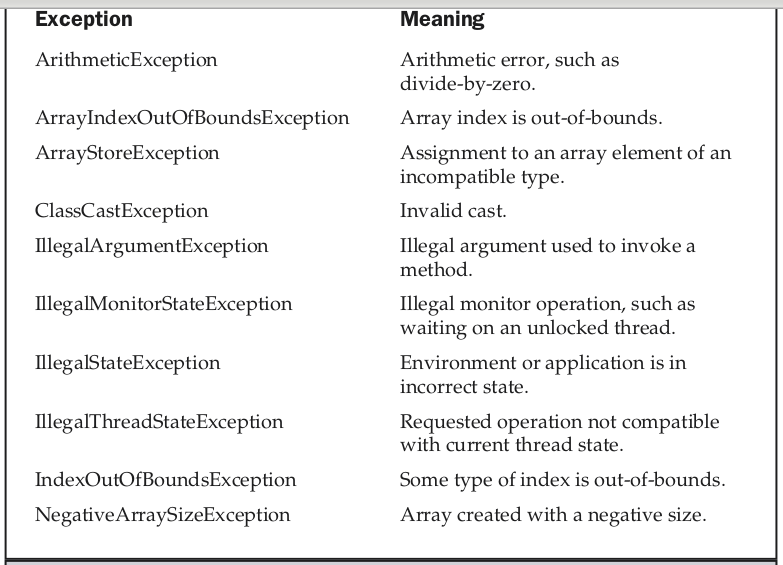 Exception Meaning
ArithmeticException Arithmetic error, such as
divide-by-zero.
ArrayIndexOutOfBoundsException Array index is out-of-bounds.
ArrayStoreException Assignment to an array element of an
incompatible type.
ClassCastException Invalid cast.
IllegalArgumentException Illegal argument used to invoke a
method.
IllegalMonitorStateException Illegal monitor operation, such as
waiting on an unlocked thread.
IllegalStateException Environment or application is in
incorrect state.
IllegalThreadStateException Requested operation not compatible
with current thread state.
IndexOutOfBoundsException Some type of index is out-of-bounds.
NegativeArraySizeException Array created with a negative size.